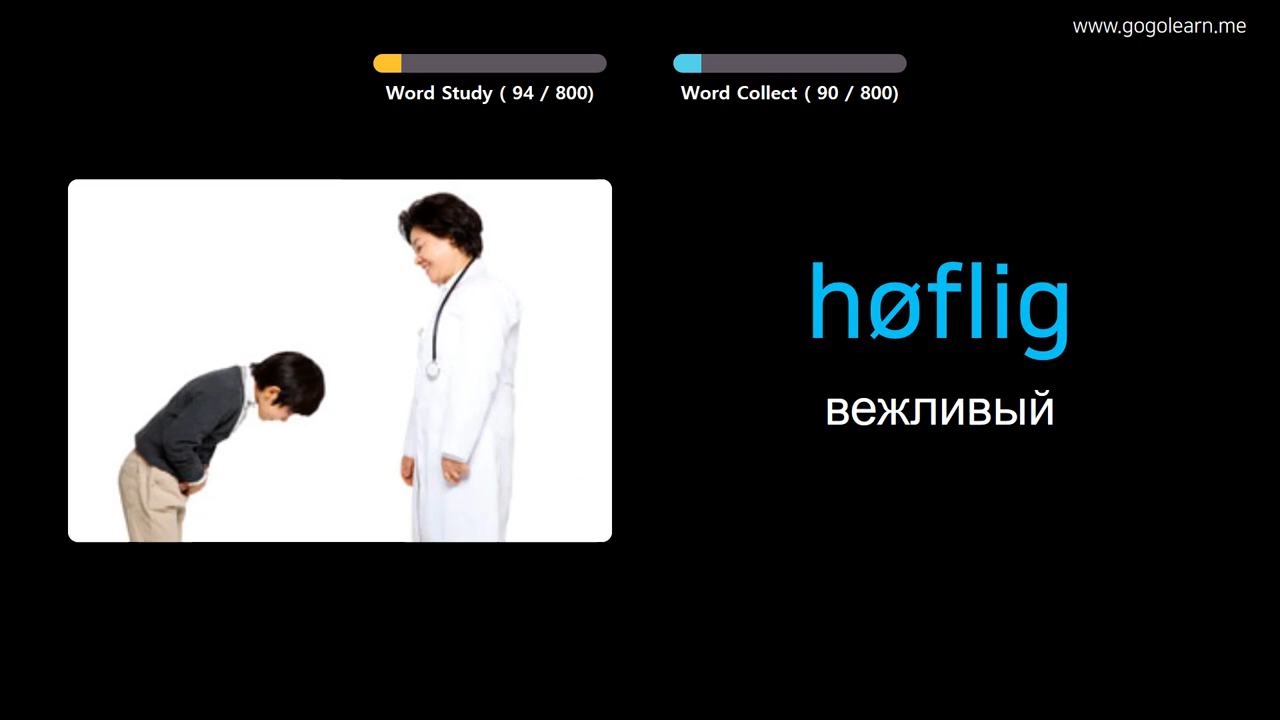 www.gogolearn.me
Word Study ( 94 / 800)
Word Collect ( 90 / 800)
høflig
вежливый